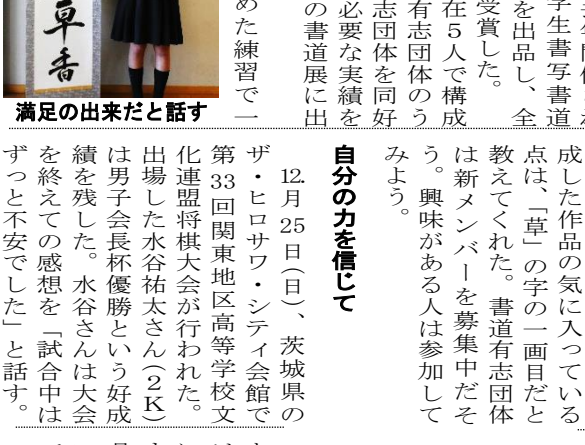 学生書写書道
を出品し、全
受賞した。
在5人で構成
有志団体のう
志団体を同好
必要な実績を
の書道展に出
めた練習で一
草香
満足の出来だと話す
成した作品の気に入っている
点は、「草」の字の一画目だと
教えてくれた。書道有志団体
は新メンバーを募集中だそ
う。興味がある人は参加して
みよう。
自分の力を信じて
12月25日(日)、茨城県の
ザ・ヒロサワ・シティ会館で
第33回関東地区高等学校文
化連盟将棋大会が行われた。
出場した水谷祐太さん(2K)
は男子会長杯優勝という好成
績を残した。水谷さんは大会
を終えての感想を「試合中は
ずっと不安でした」と話す。